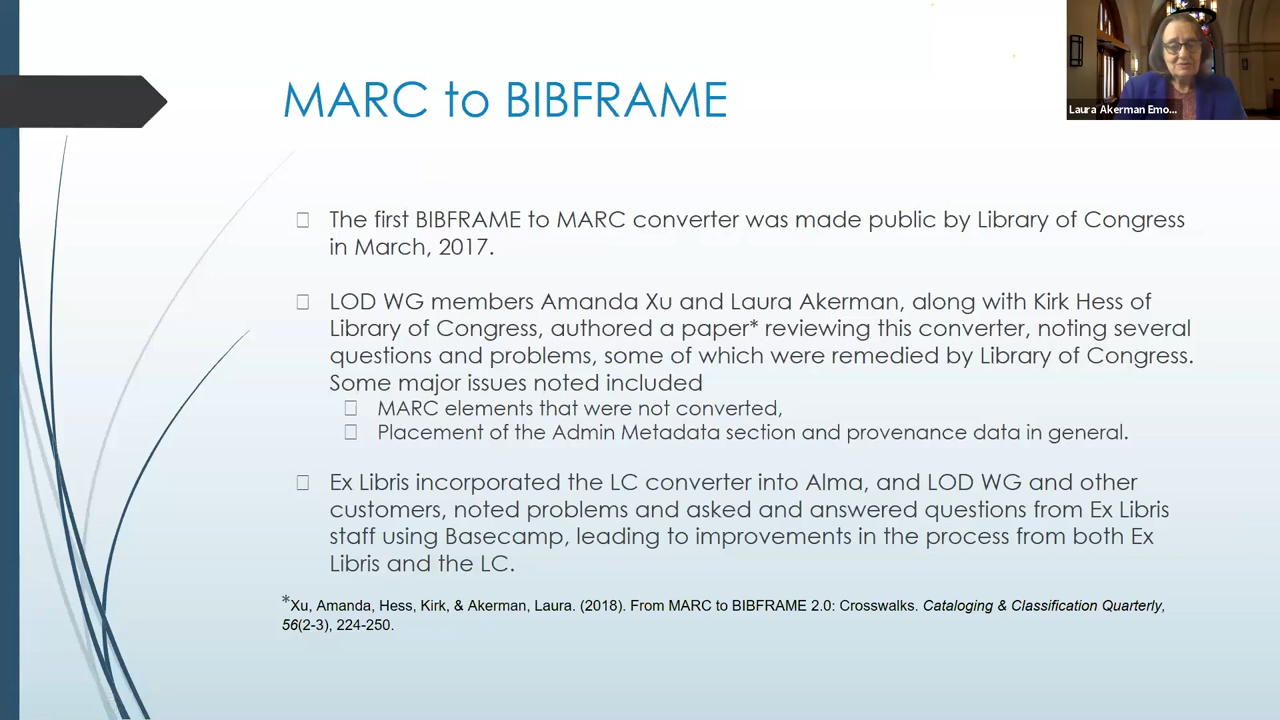 MARC to BIBFRAME
Laura Akerman Emo...
The first BIBFRAME to MARC converter was made public by Library of Congress
in March, 2017.
LOD WG members Amanda Xu and Laura Akerman, along with Kirk Hess of
Library of Congress, authored a paper* reviewing this converter, noting several
questions and problems, some of which were remedied by Library of Congress.
Some major issues noted included
MARC elements that were not converted,
Placement of the Admin Metadata section and provenance data in general.
Ex Libris incorporated the LC converter into Alma, and LOD WG and other
customers, noted problems and asked and answered questions from Ex Libris
staff using Basecamp, leading to improvements in the process from both Ex
Libris and the LC.
*Xu, Amanda, Hess, Kirk, & Akerman, Laura. (2018). From MARC to BIBFRAME 2.0: Crosswalks. Cataloging & Classification Quarterly,
56(2-3), 224-250.